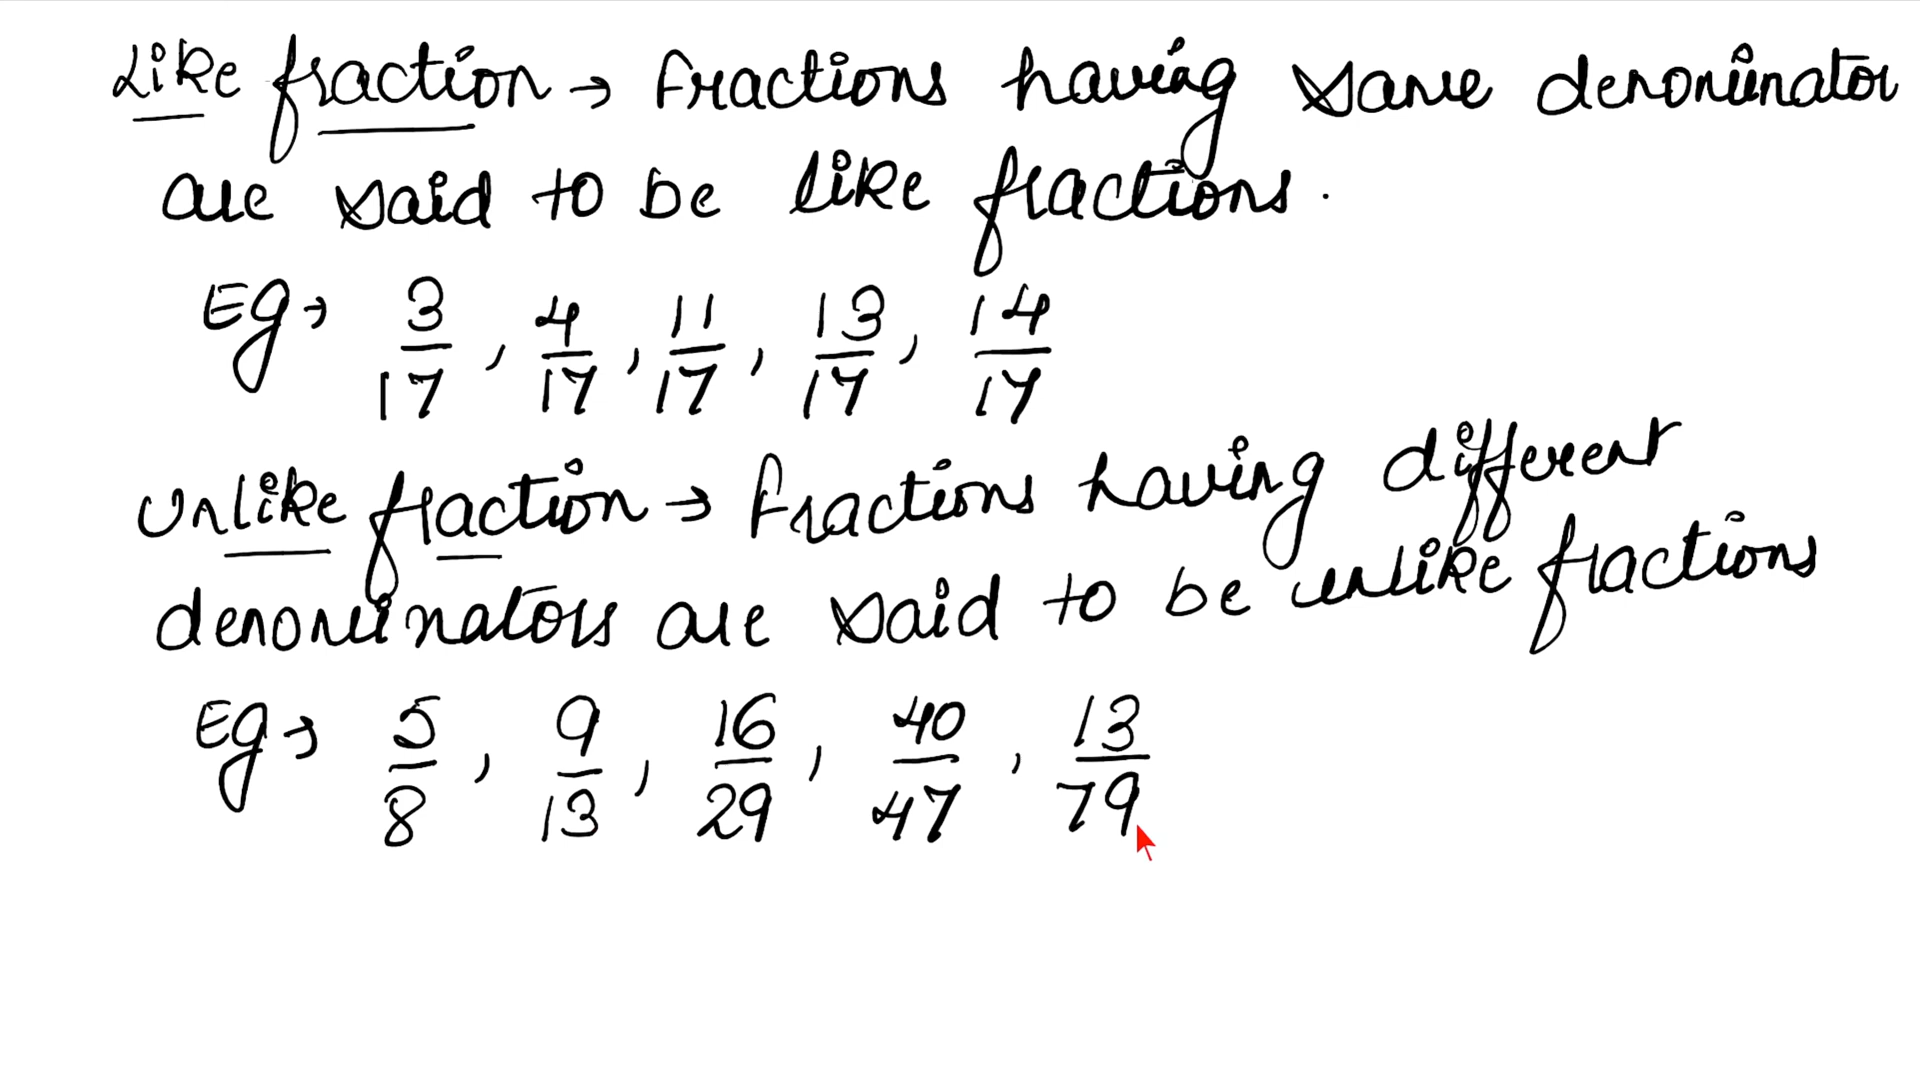 Like fraction → Fractions having same denominator
are said to be like fractions.
Eg → 3/17, 4/17, 11/17, 13/17, 14/17
Unlike fraction → Fractions having different
denominators are said to be unlike fractions
Eg → 5/8, 9/13, 16/29, 40/47, 13/79